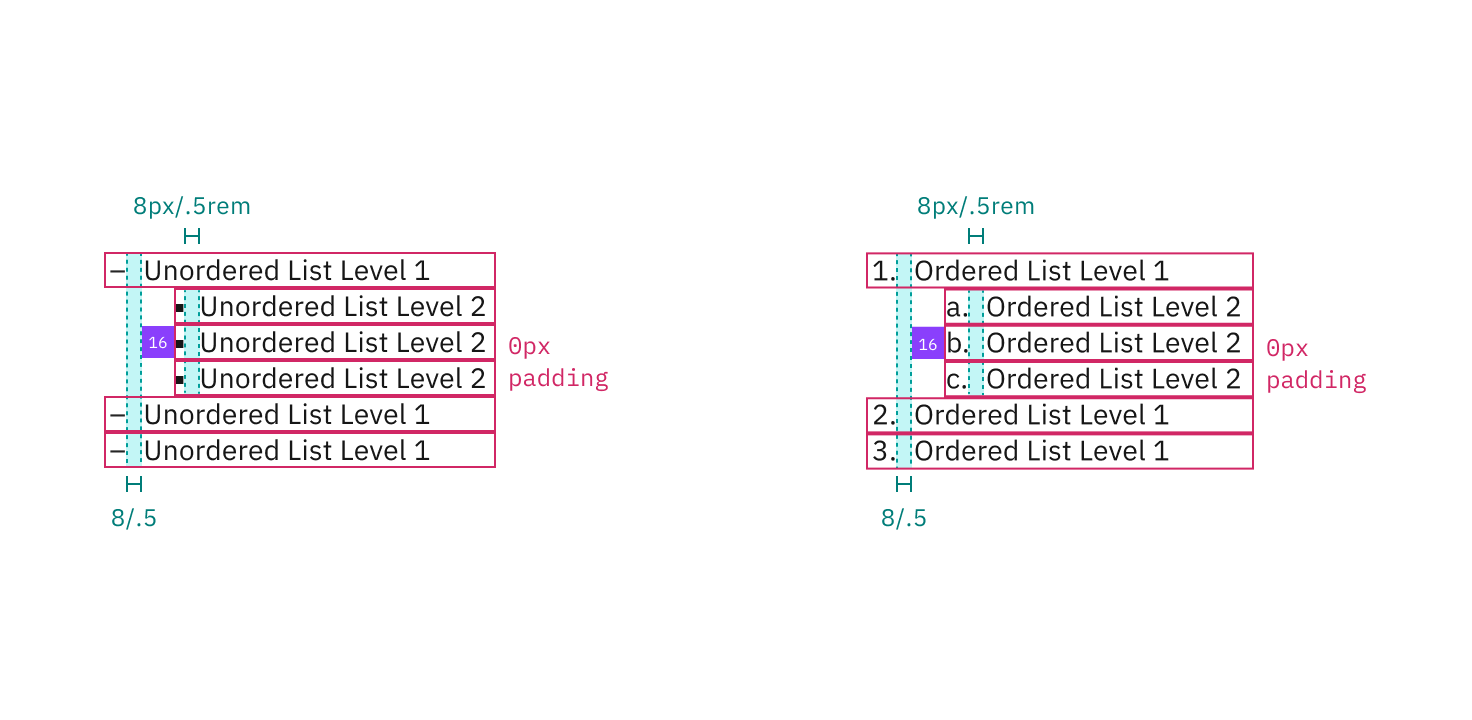 8px/.5rem
– Unordered List Level 1
▪ Unordered List Level 2
16 ▪ Unordered List Level 2
▪ Unordered List Level 2
– Unordered List Level 1
– Unordered List Level 1
0px
padding
8/.5
8px/.5rem
1. Ordered List Level 1
a. Ordered List Level 2
16 b. Ordered List Level 2
c. Ordered List Level 2
2. Ordered List Level 1
3. Ordered List Level 1
0px
padding
8/.5